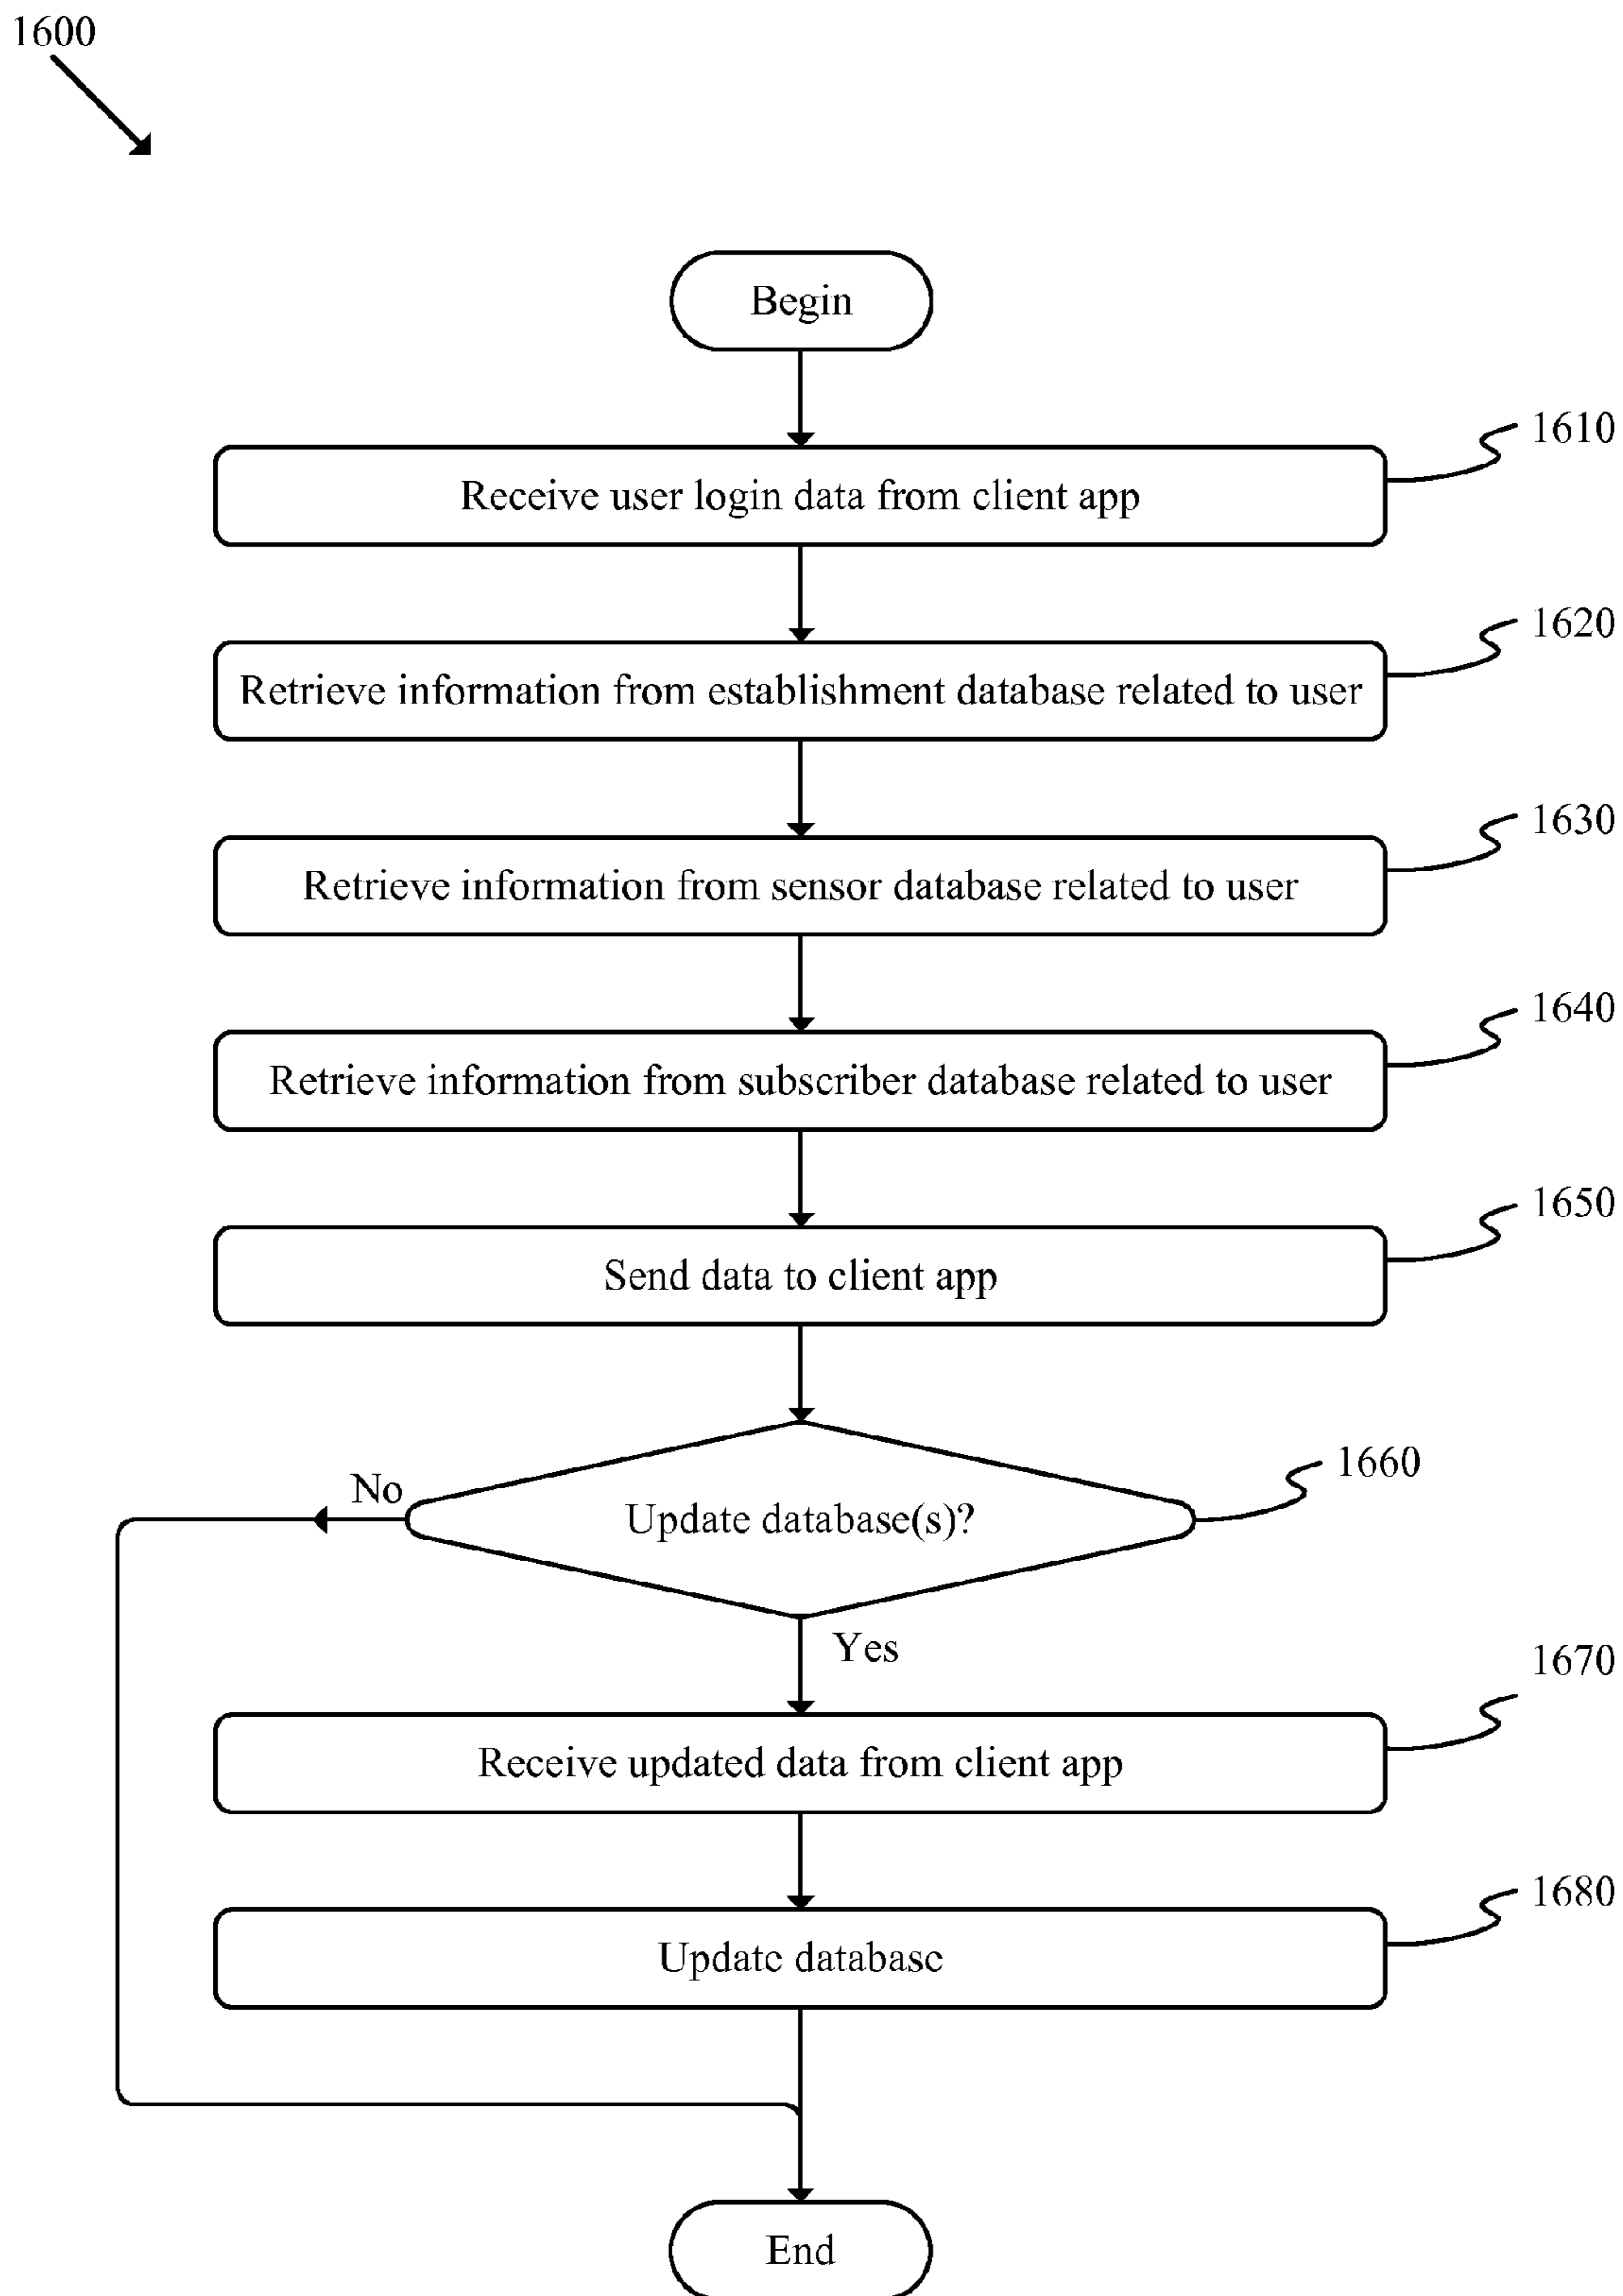 1600
Begin
1610
Receive user login data from client app
1620
Retrieve information from establishment database related to user
1630
Retrieve information from sensor database related to user
1640
Retrieve information from subscriber database related to user
1650
Send data to client app
1660
No
Update database(s)?
Yes
1670
Receive updated data from client app
1680
Update database
End